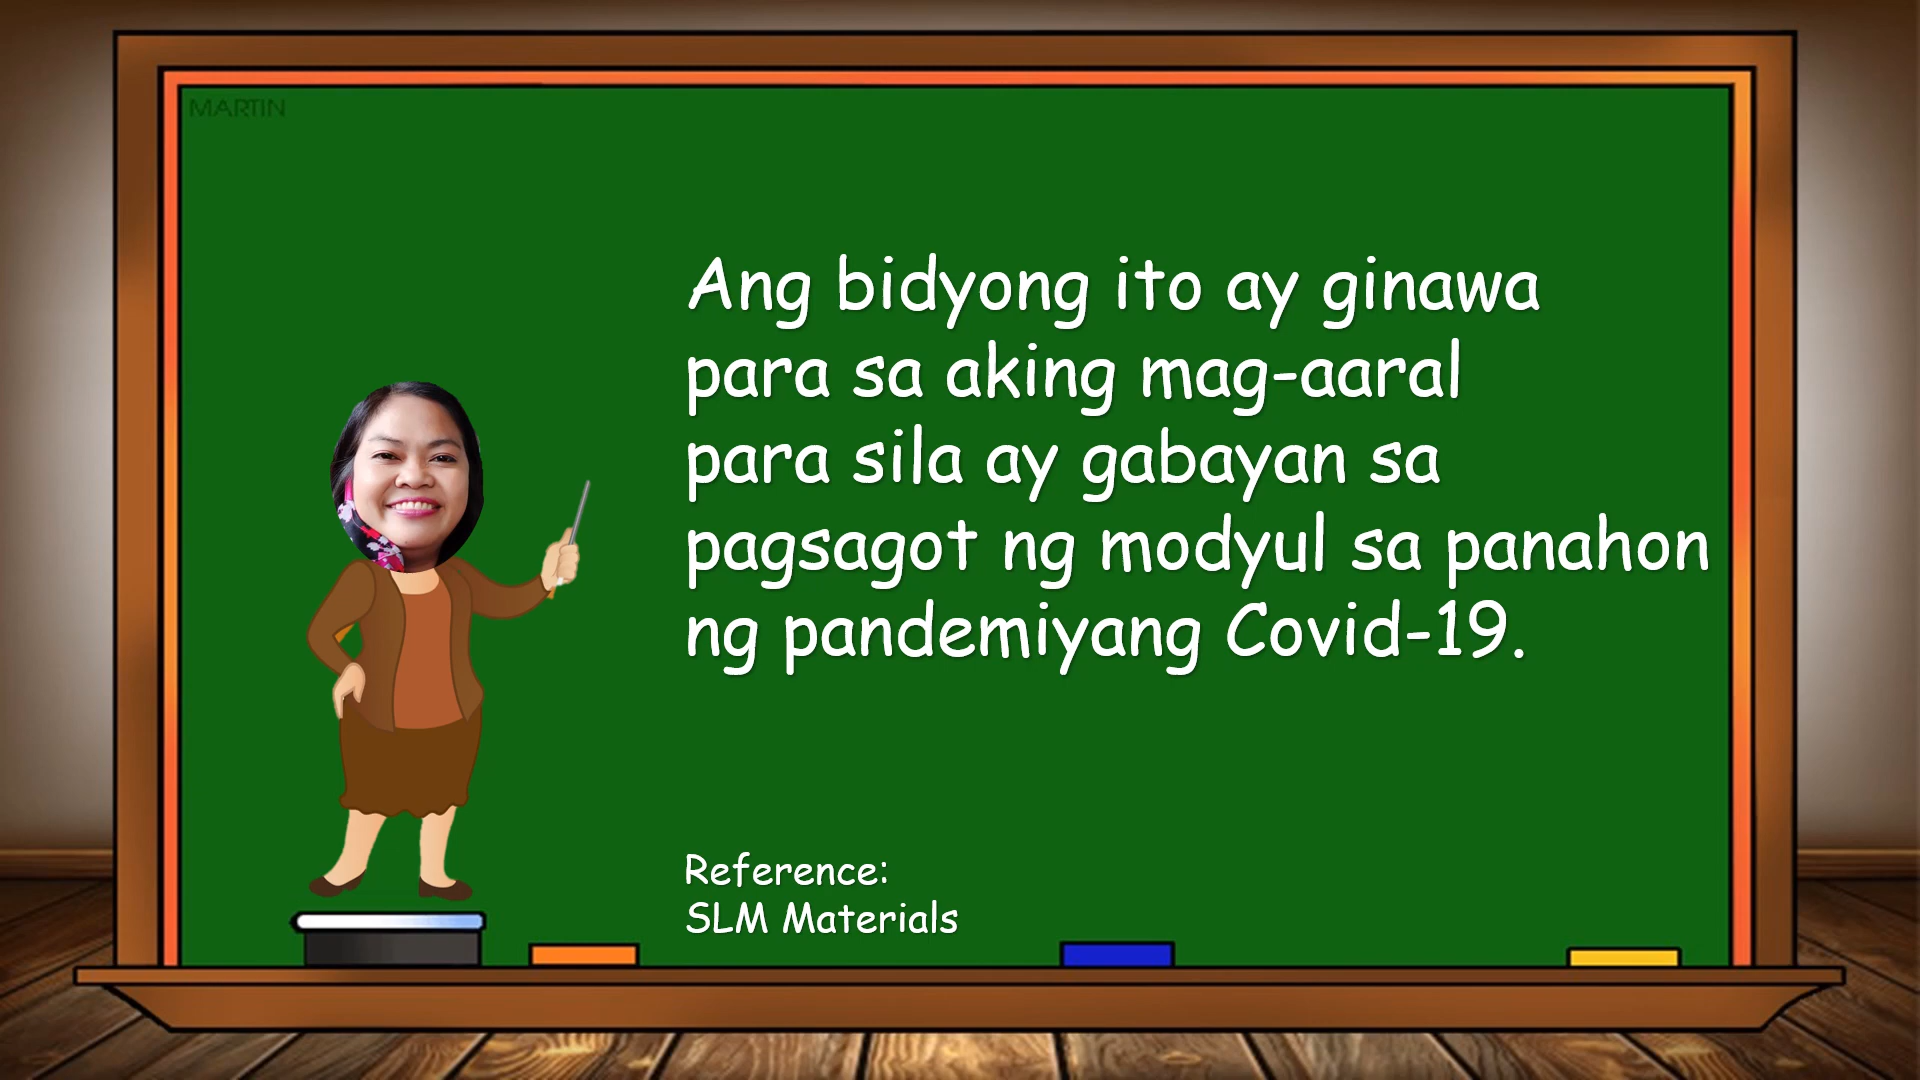 MARTIN
Ang bidyong ito ay ginawa
para sa aking mag-aaral
para sila ay gabayan sa
pagsagot ng modyul sa panahon
ng pandemiyang Covid-19.
Reference:
SLM Materials